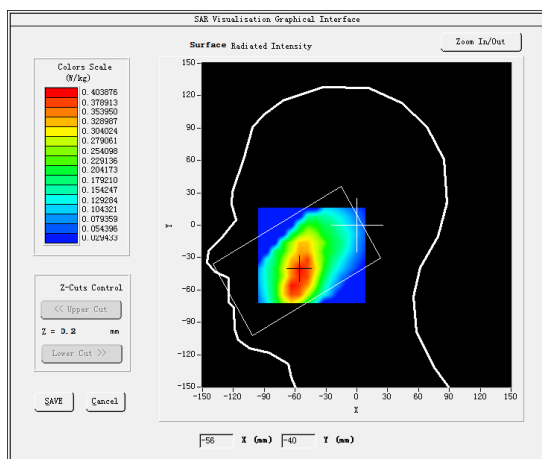 SAR Visualisation Graphical Interface
Surface Radiated Intensity
Zoom In/Out
Colors Scale
(W/kg)
0.403876
0.378913
0.353950
0.328987
0.304024
0.279061
0.254098
0.229136
0.204173
0.179210
0.154247
0.129284
0.104321
0.079359
0.054396
0.029433
Z-Cuts Control
<< Upper Cut
Z = 0.2 mm
Lower Cut >>
SAVE
Cancel
150
120
90
60
30
0
-30
-60
-90
-120
-150
Y
-150 -120 -90 -60 -30 0 30 60 90 120 150
X
-56 X (mm) -40 Y (mm)